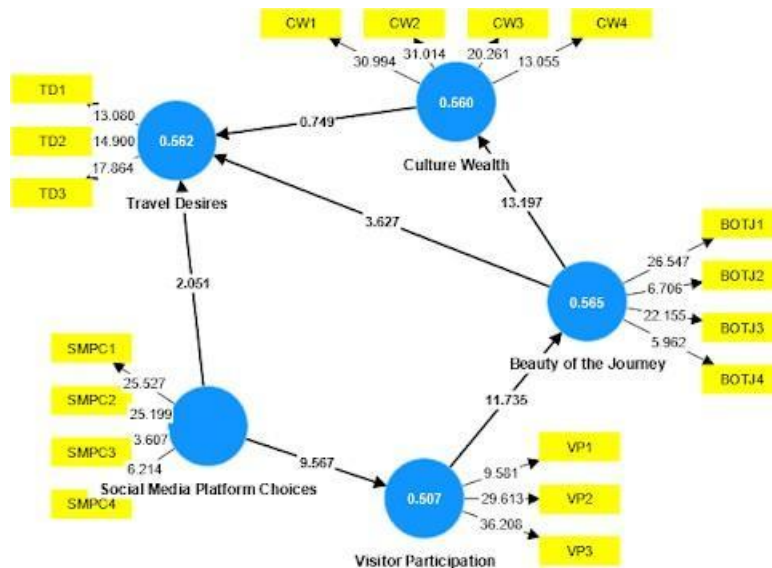 CW1
CW2
CW3
CW4
30.994
31.014
20.261
13.055
TD1
TD2
TD3
13.080
14.900
17.864
0.562
Travel Desires
0.560
Culture Wealth
0.749
3.627
13.197
2.051
BOTJ1
BOTJ2
BOTJ3
BOTJ4
26.547
6.706
22.155
5.962
0.565
Beauty of the Journey
11.735
SMPC1
SMPC2
SMPC3
SMPC4
25.527
25.199
3.607
6.214
Social Media Platform Choices
9.567
0.507
Visitor Participation
9.581
29.613
36.208
VP1
VP2
VP3